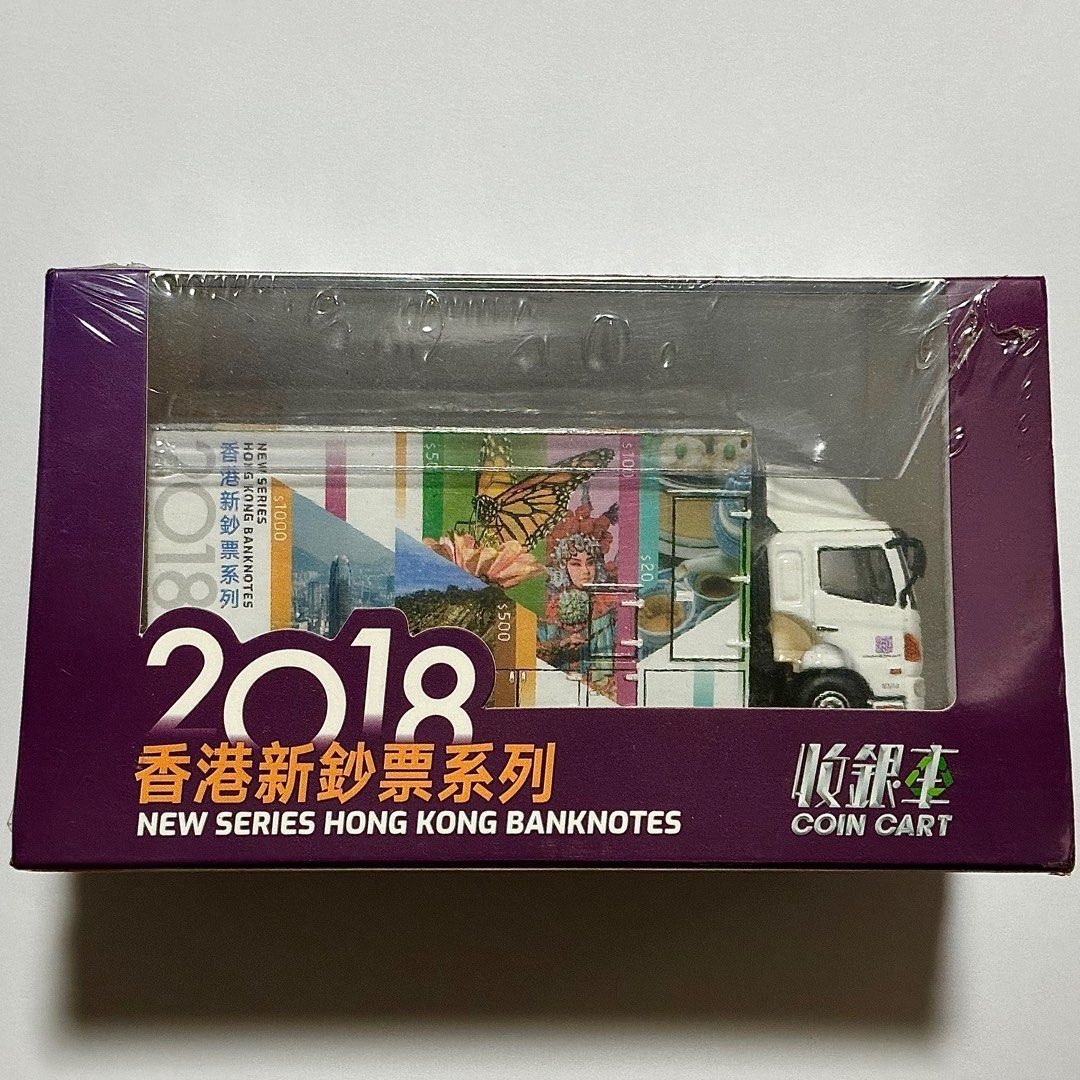 2018
香港新鈔票系列
NEW SERIES
HONG KONG BANKNOTES
$1000
$500
$50
$100
$20
2018
香港新鈔票系列
NEW SERIES HONG KONG BANKNOTES
收銀車
COIN CART